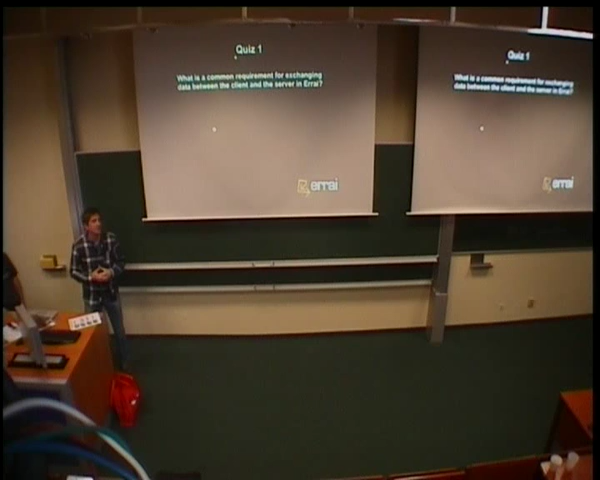 Quiz 1
What is a common requirement for exchanging
data between the client and the server in Errai?
errai
Quiz 1
What is a common requirement for exchanging
data between the client and the server in Errai?
errai